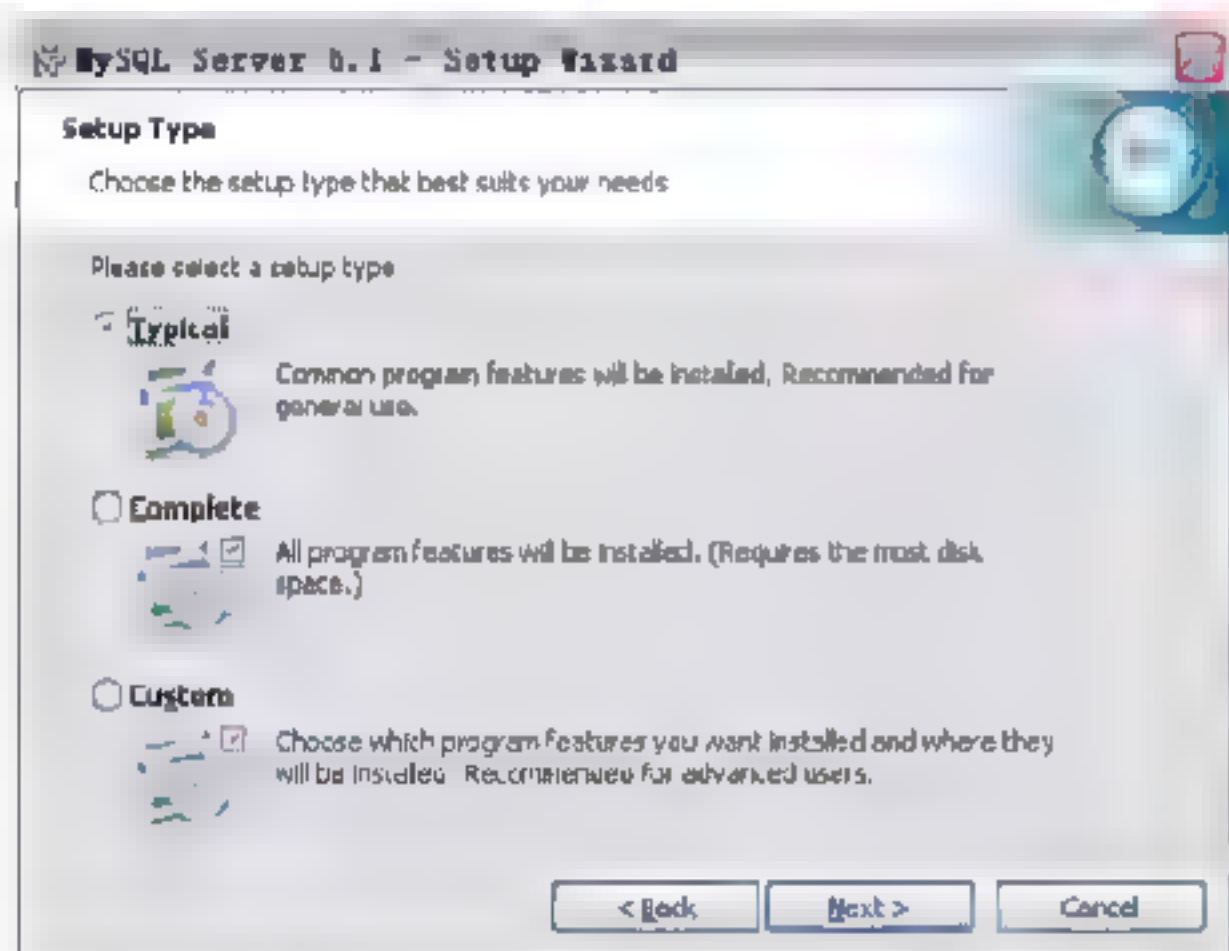 MySQL Server 5.1 - Setup Wizard
Setup Type
Choose the setup type that best suits your needs
Please select a setup type
Typical
Common program features will be installed. Recommended for
general use.
Complete
All program features will be installed. (Requires the most disk
space.)
Custom
Choose which program features you want installed and where they
will be installed. Recommended for advanced users.
< Back
Next >
Cancel